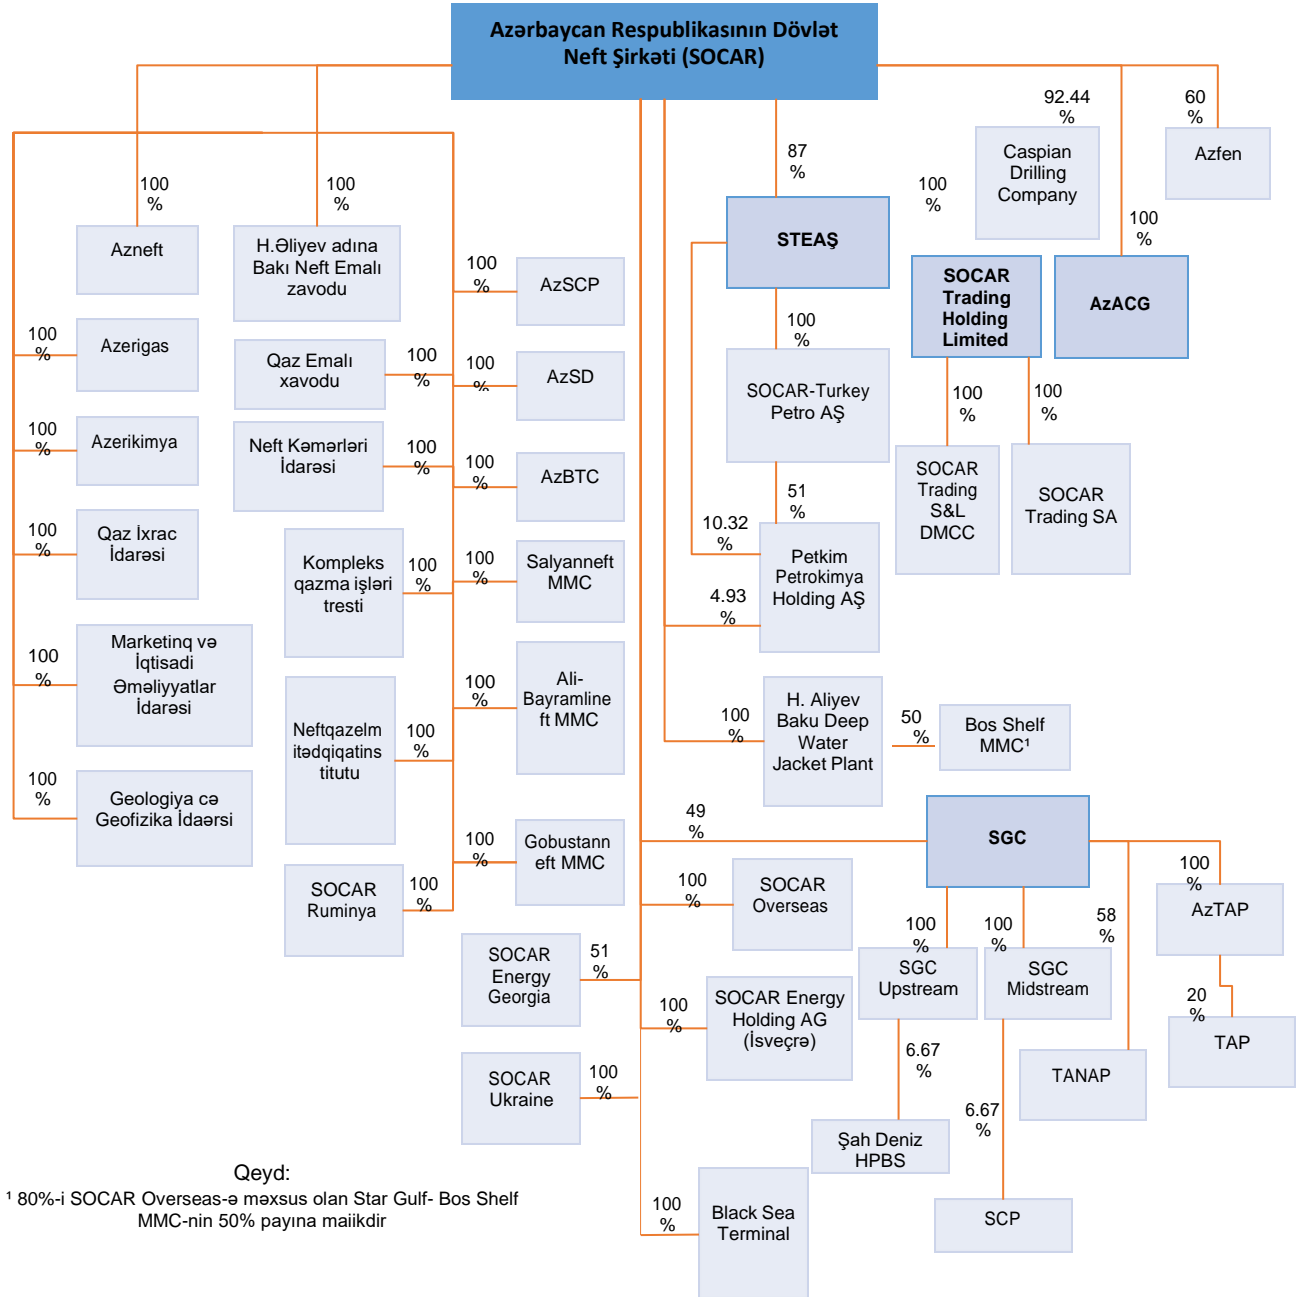 Azərbaycan Respublikasının Dövlət
Neft Şirkəti (SOCAR)
92.44
%
60
%
Caspian
Drilling
Company
Azfen
87
%
100
%
100
%
100
%
100
%
Azneft
H.Əliyev adına
Bakı Neft Emalı
zavodu
STEAŞ
SOCAR
Trading
Holding
Limited
AzACG
100
%
AzSCP
100
%
Azerigas
Qaz Emalı
xavodu
100
%
100
%
AzSD
100
%
SOCAR-Turkey
Petro AŞ
100
%
100
%
100
%
Azerikimya
Neft Kəmərləri
İdarəsi
100
%
100
%
AzBTC
51
%
SOCAR
Trading
S&L
DMCC
SOCAR
Trading SA
100
%
Qaz İxrac
İdarəsi
Kompleks
qazma işləri
tresti
100
%
100
%
Salyanneft
MMC
10.32
%
4.93
%
Petkim
Petrokimya
Holding AŞ
100
%
Marketinq və
İqtisadi
Əməliyyatlar
İdarəsi
Neftqazelm
itədqiqatins
titutu
100
%
100
%
Ali-
Bayramline
ft MMC
100
%
H. Aliyev
Baku Deep
Water
Jacket Plant
50
%
Bos Shelf
MMC¹
100
%
Geologiya cə
Geofizika İdaərsi
SOCAR
Ruminya
100
%
100
%
Gobustann
eft MMC
49
%
SGC
100
%
SOCAR
Overseas
100
%
AzTAP
SOCAR
Energy
Georgia
51
%
100
%
100
%
58
%
SGC
Upstream
SGC
Midstream
100
%
SOCAR Energy
Holding AG
(İsveçrə)
20
%
TAP
SOCAR
Ukraine
100
%
6.67
%
6.67
%
TANAP
Şah Deniz
HPBS
100
%
Black Sea
Terminal
SCP
Qeyd:
¹ 80%-i SOCAR Overseas-ə məxsus olan Star Gulf- Bos Shelf
MMC-nin 50% payına maiikdir